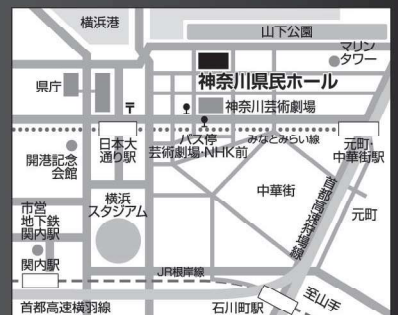 横浜港
山下公園
マリン
タワー
神奈川県民ホール
県庁
〒
神奈川芸術劇場
日本大
通り駅
バス停
芸術劇場・NHK前
みなとみらい線
元町・
中華街駅
開港記念
会館
首都高速狩場線
中華街
横浜
スタジアム
元町
市営
地下鉄
関内駅
関内駅
JR根岸線
首都高速横羽線
石川町駅
至山手